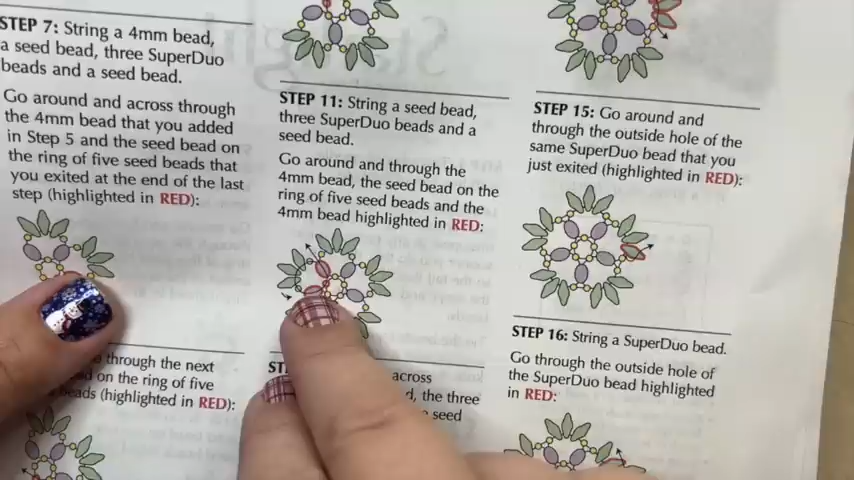 STEP 7: String a 4mm bead,
a seed bead, three SuperDuo
beads and a seed bead.
Go around and across through
the 4mm bead that you added
in Step 5 and the seed bead on
the ring of five seed beads that
you exited at the end of the last
step (highlighted in RED):
through the next
on the ring of five
(highlighted in RED):
STEP 11: String a seed bead,
three SuperDuo beads and a
seed bead.
Go around and through the
4mm bead, the seed bead on the
ring of five seed beads and the
4mm bead highlighted in RED:
across
the three
seed
STEP 15: Go around and
through the outside hole of the
same SuperDuo bead that you
just exited (highlighted in RED):
STEP 16: String a SuperDuo bead.
Go through the outside hole of
the SuperDuo bead highlighted
in RED: